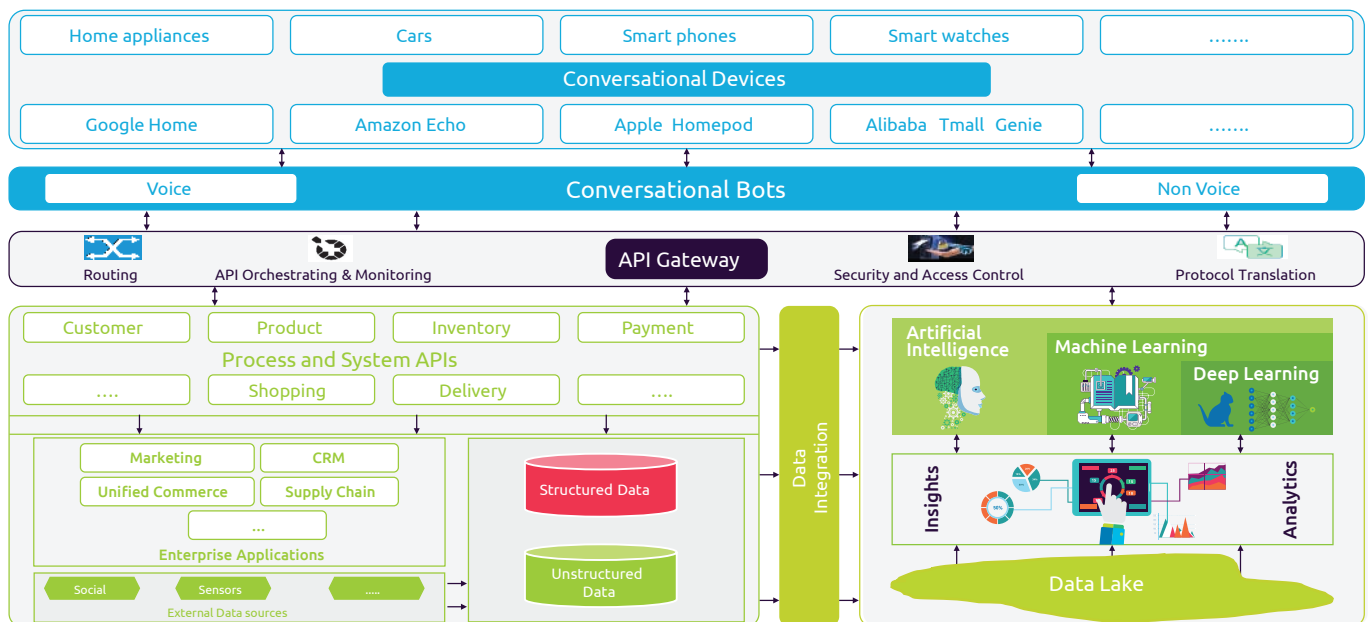 Home appliances
Cars
Smart phones
Smart watches
.......
Conversational Devices
Google Home
Amazon Echo
Apple Homepod
Alibaba Tmall Genie
.......
Voice
Conversational Bots
Non Voice
Routing
API Orchestrating & Monitoring
API Gateway
Security and Access Control
Protocol Translation
Customer
Product
Inventory
Payment
Process and System APIs
....
Shopping
Delivery
....
Marketing
CRM
Unified Commerce
Supply Chain
...
Enterprise Applications
Social
Sensors
.....
External Data sources
Structured Data
Unstructured
Data
Data
Integration
Artificial
Intelligence
Machine Learning
Deep Learning
Insights
50%
Analytics
Data Lake